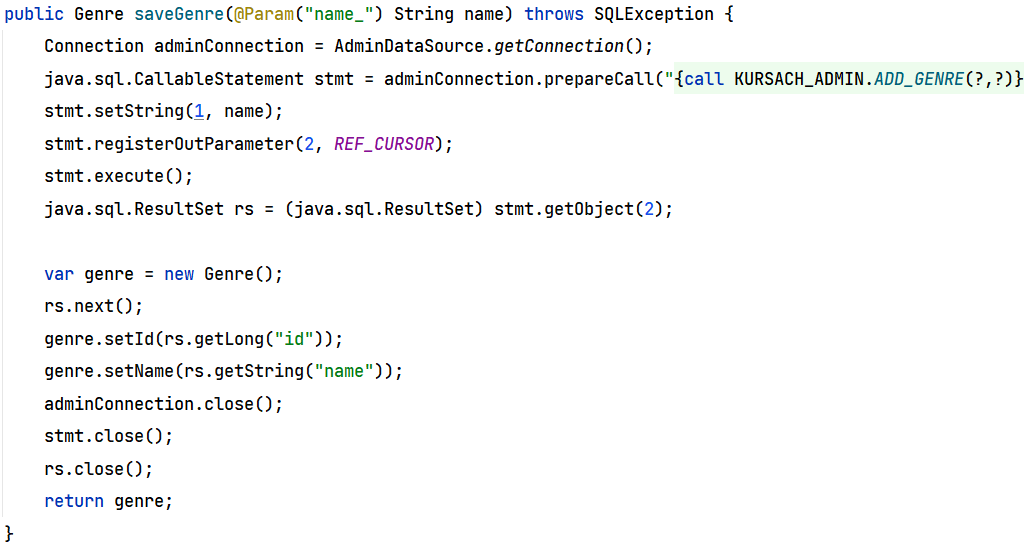 public Genre saveGenre(@Param("name_") String name) throws SQLException {
Connection adminConnection = AdminDataSource.getConnection();
java.sql.CallableStatement stmt = adminConnection.prepareCall("{call KURSACH_ADMIN.ADD_GENRE(?,?)}
stmt.setString(1, name);
stmt.registerOutParameter(2, REF_CURSOR);
stmt.execute();
java.sql.ResultSet rs = (java.sql.ResultSet) stmt.getObject(2);
var genre = new Genre();
rs.next();
genre.setId(rs.getLong("id"));
genre.setName(rs.getString("name"));
adminConnection.close();
stmt.close();
rs.close();
return genre;
}